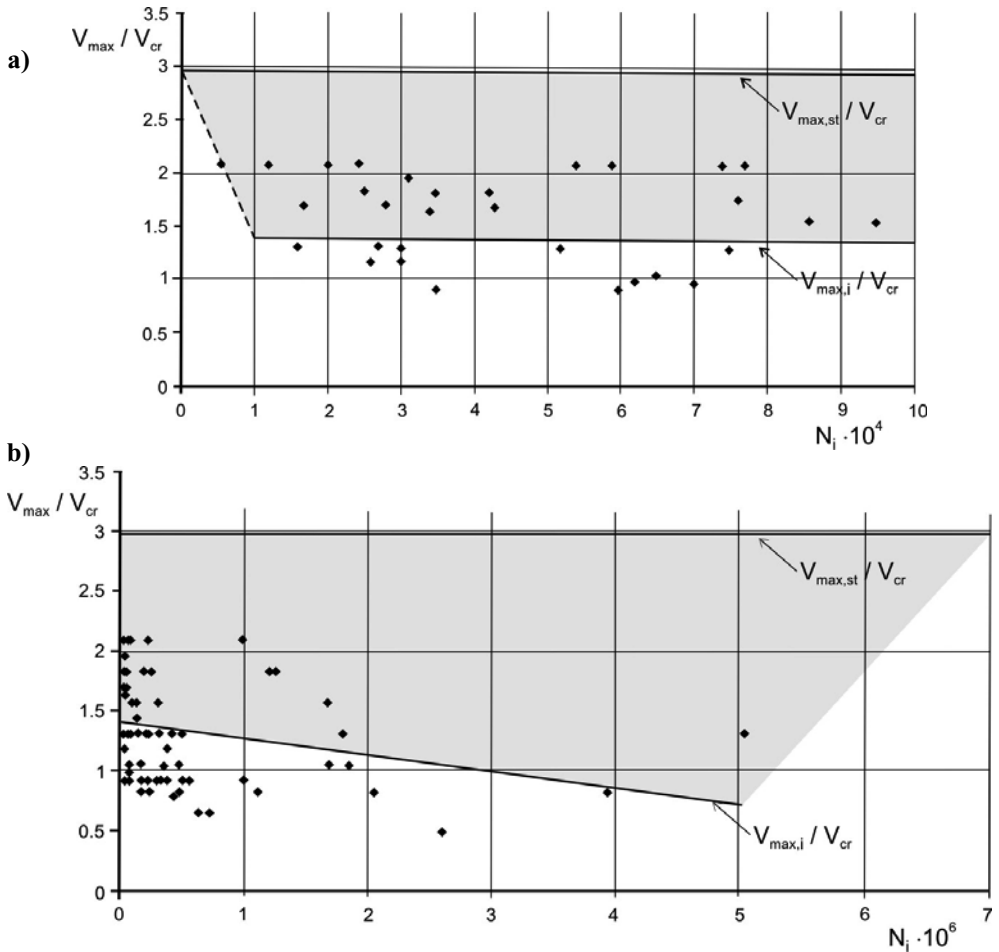 a)
V_max / V_cr
3.5
3
2.5
2
1.5
1
0.5
0
V_max,st / V_cr
V_max,i / V_cr
0 1 2 3 4 5 6 7 8 9 10
N_i ·10^4
b)
V_max / V_cr
3.5
3
2.5
2
1.5
1
0.5
0
V_max,st / V_cr
V_max,i / V_cr
0 1 2 3 4 5 6 7
N_i ·10^6